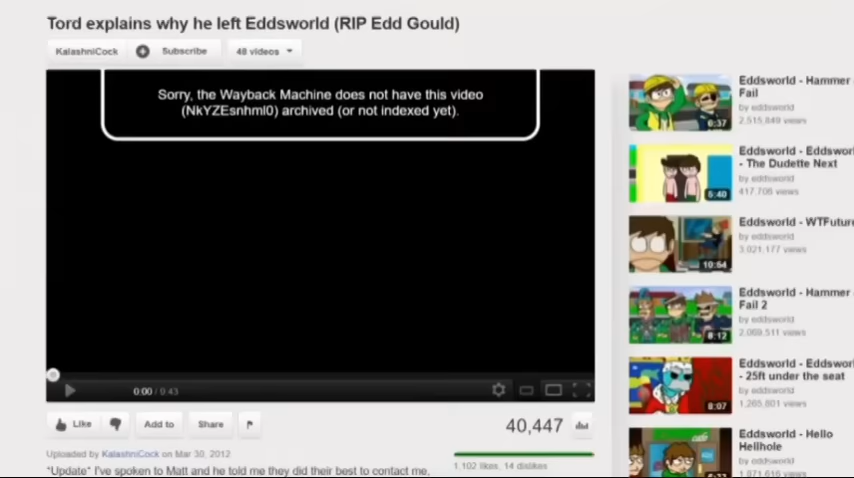 Tord explains why he left Eddsworld (RIP Edd Gould)
KalashniCock
Subscribe
48 videos
Sorry, the Wayback Machine does not have this video
(NkYZEsnhmI0) archived (or not indexed yet).
0:00 / 9:43
Like
Add to
Share
40,447
Uploaded by KalashniCock on Mar 30, 2012
1,102 likes, 14 dislikes
*Update* I've spoken to Matt and he told me they did their best to contact me,
Eddsworld - Hammer
Fail
by eddsworld
2,515,849 views
6:37
Eddsworld - Eddswor
- The Dudette Next
by eddsworld
417,706 views
5:40
Eddsworld - WTFuture
by eddsworld
3,021,177 views
10:54
Eddsworld - Hammer
Fail 2
by eddsworld
2,069,511 views
8:12
Eddsworld - Eddswor
- 25ft under the seat
by eddsworld
1,265,801 views
8:07
Eddsworld - Hello
Hellhole
by eddsworld
1,871,616 views
café